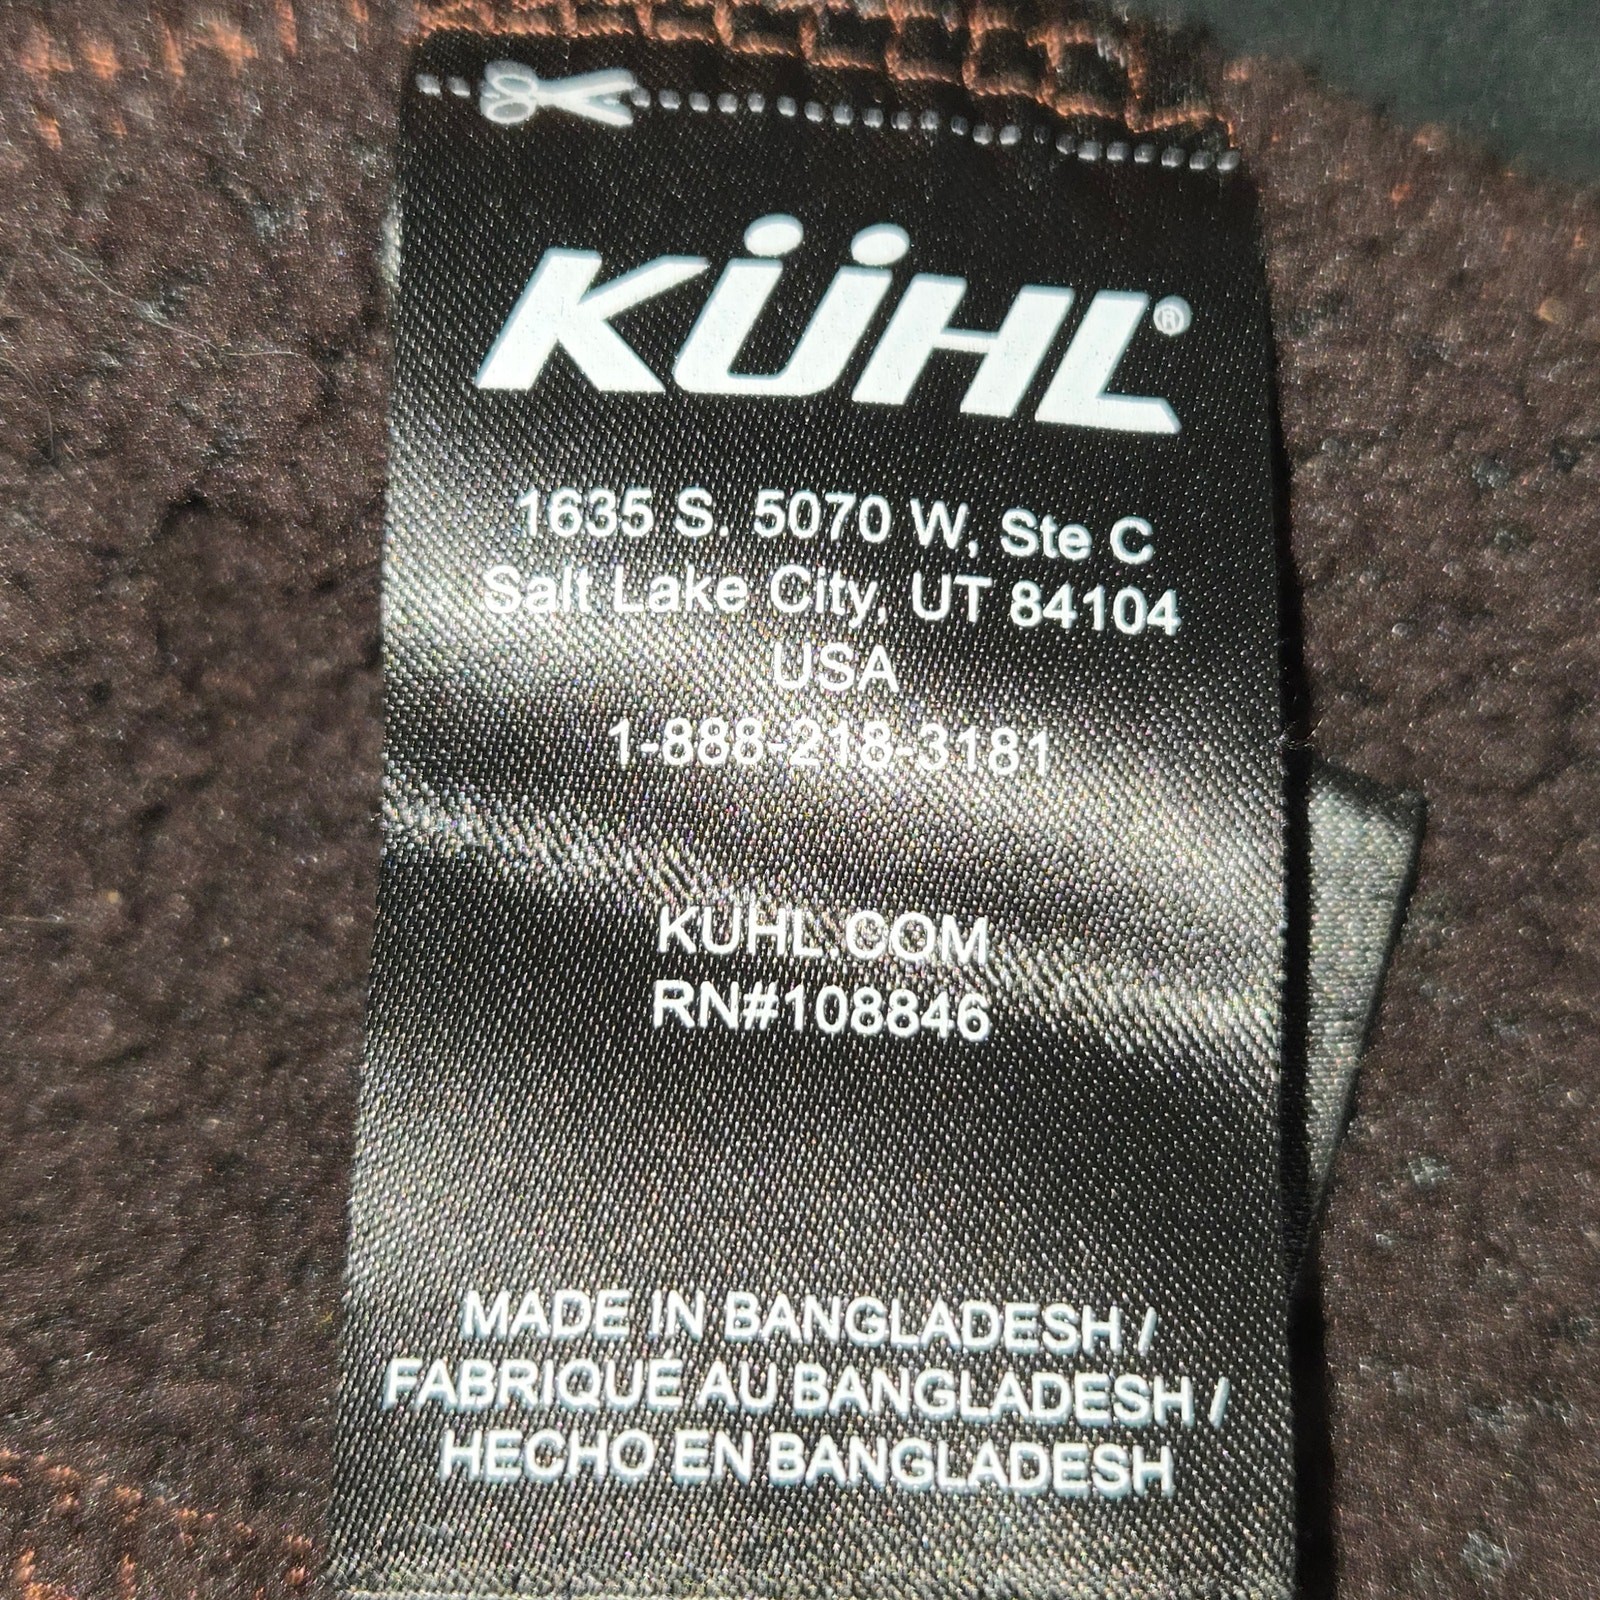 KÜHL®
1635 S. 5070 W, Ste C
Salt Lake City, UT 84104
USA
1-888-218-3181
KUHL.COM
RN#108846
MADE IN BANGLADESH /
FABRIQUÉ AU BANGLADESH /
HECHO EN BANGLADESH